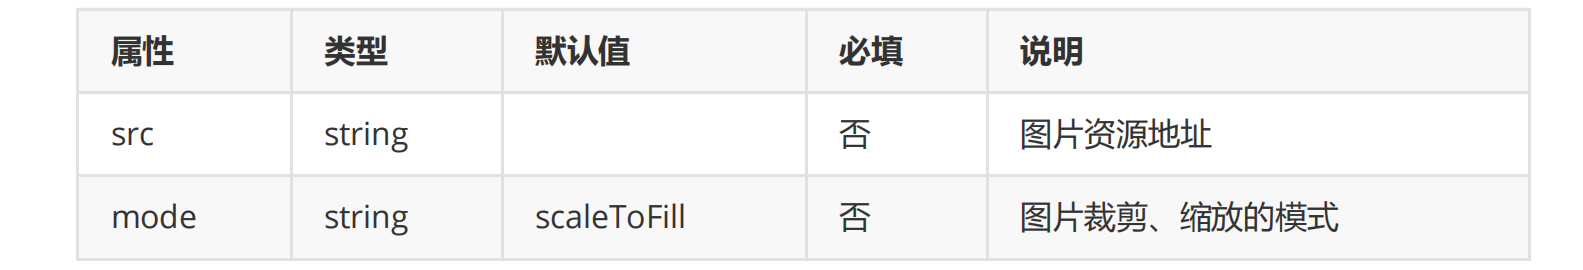 属性 类型 默认值 必填 说明
src string 否 图片资源地址
mode string scaleToFill 否 图片裁剪、缩放的模式